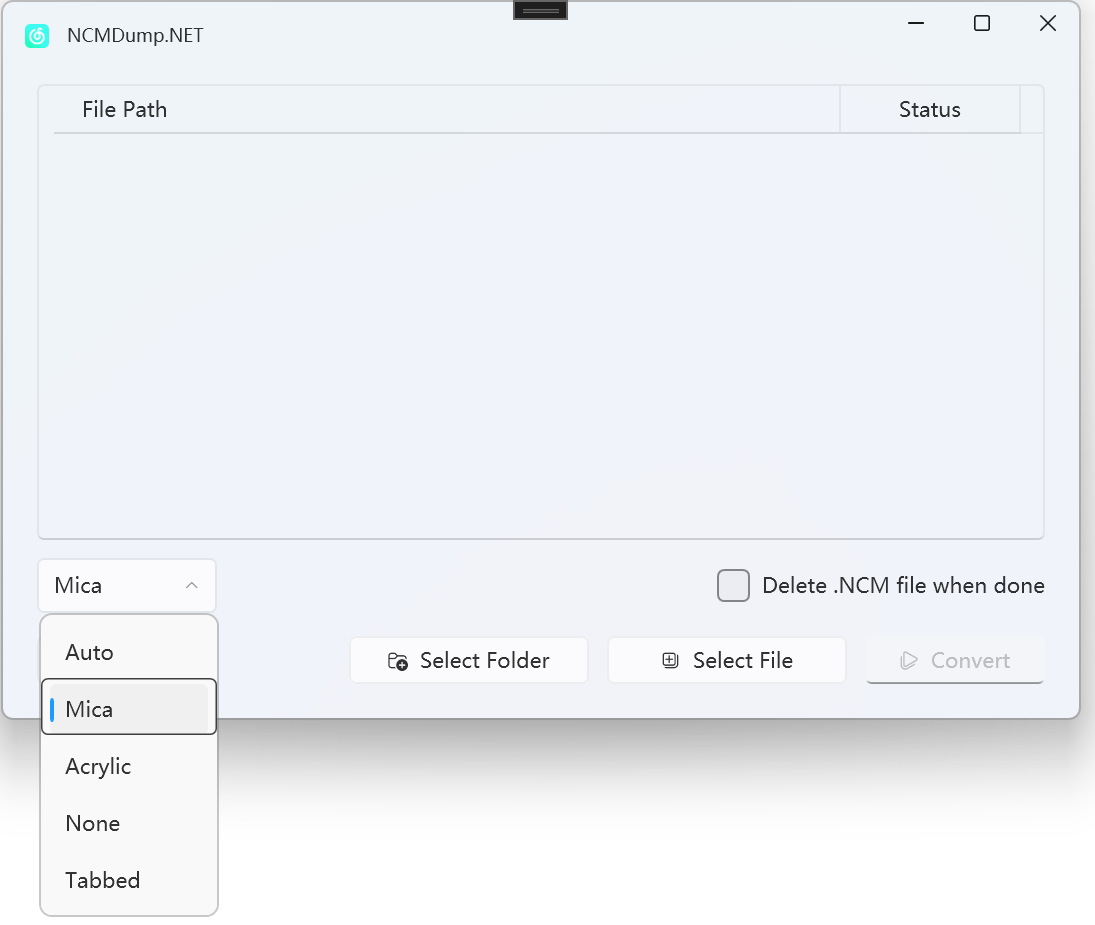 NCMDump.NET
File Path Status
Mica
Delete .NCM file when done
Auto
Select Folder Select File Convert
Mica
Acrylic
None
Tabbed